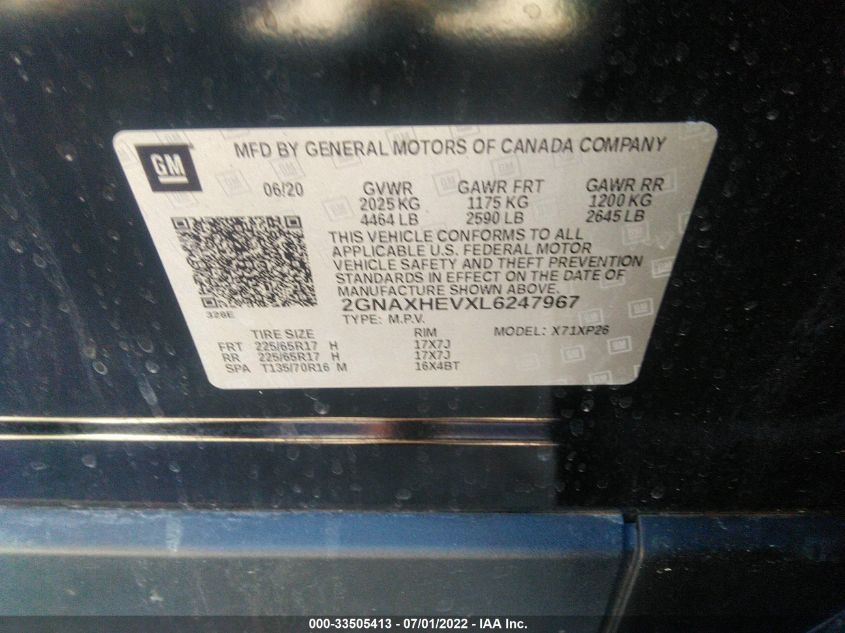 GM
MFD BY GENERAL MOTORS OF CANADA COMPANY
06/20 GVWR GAWR FRT GAWR RR
2025 KG 1175 KG 1200 KG
4464 LB 2590 LB 2645 LB
THIS VEHICLE CONFORMS TO ALL
APPLICABLE U.S. FEDERAL MOTOR
VEHICLE SAFETY AND THEFT PREVENTION
STANDARDS IN EFFECT ON THE DATE OF
MANUFACTURE SHOWN ABOVE.
2GNAXHEVXL6247967
328E TYPE: M.P.V. MODEL: X71XP26
TIRE SIZE RIM
FRT 225/65R17 H 17X7J
RR 225/65R17 H 17X7J
SPA T135/70R16 M 16X4BT
000-33505413 - 07/01/2022 - IAA Inc.